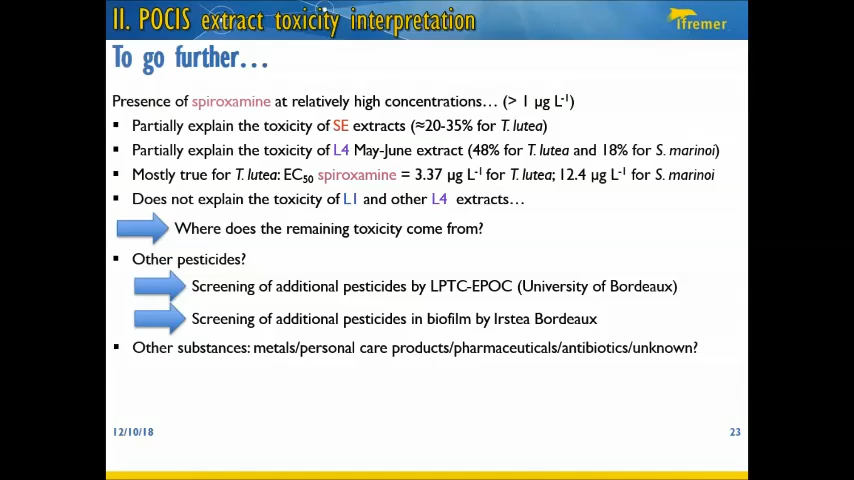 II. POCIS extract toxicity interpretation
Ifremer
To go further...
Presence of spiroxamine at relatively high concentrations... (> 1 µg L-1)
▪ Partially explain the toxicity of SE extracts (≈20-35% for T. lutea)
▪ Partially explain the toxicity of L4 May-June extract (48% for T. lutea and 18% for S. marinoi)
▪ Mostly true for T. lutea: EC50 spiroxamine = 3.37 µg L-1 for T. lutea; 12.4 µg L-1 for S. marinoi
▪ Does not explain the toxicity of L1 and other L4 extracts...
Where does the remaining toxicity come from?
▪ Other pesticides?
Screening of additional pesticides by LPTC-EPOC (University of Bordeaux)
Screening of additional pesticides in biofilm by Irstea Bordeaux
▪ Other substances: metals/personal care products/pharmaceuticals/antibiotics/unknown?
12/10/18
23